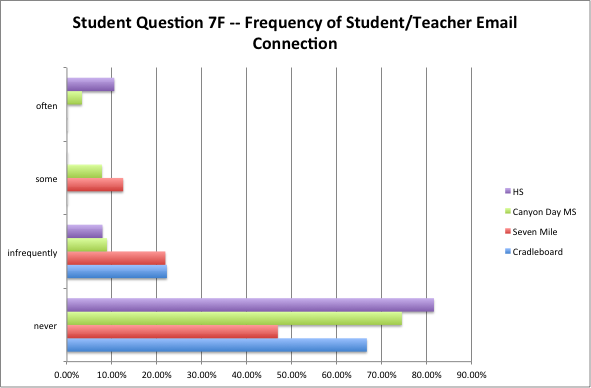 Student Question 7F -- Frequency of Student/Teacher Email
Connection
often
some
infrequently
never
HS
Canyon Day MS
Seven Mile
Cradleboard
0.00% 10.00% 20.00% 30.00% 40.00% 50.00% 60.00% 70.00% 80.00% 90.00%